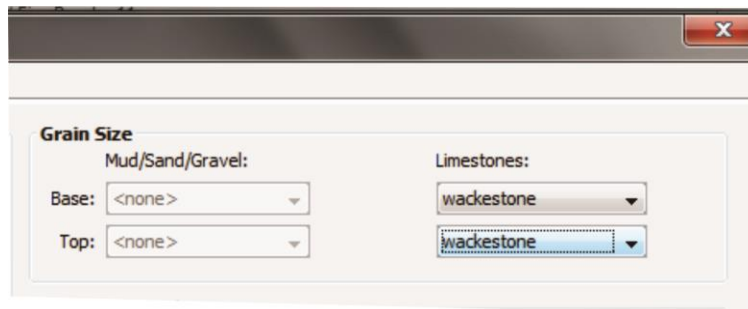 Grain Size
Mud/Sand/Gravel: Limestones:
Base: <none> wackestone
Top: <none> wackestone